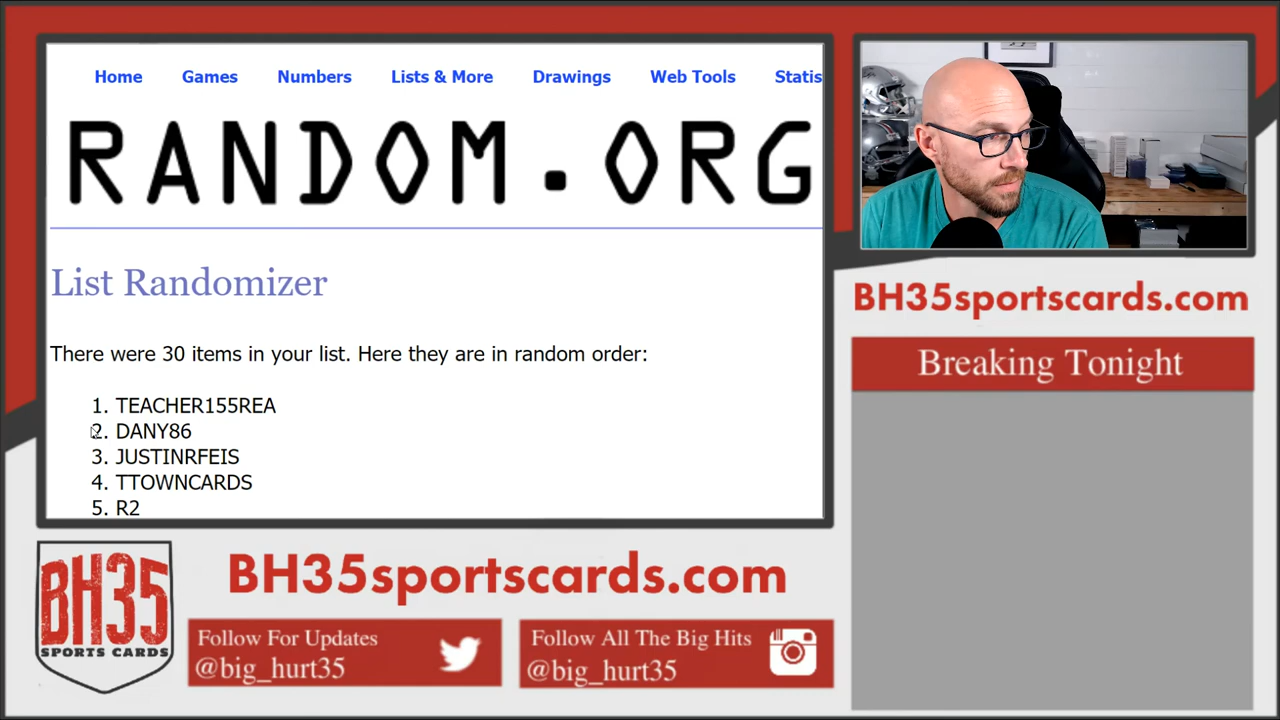 Home Games Numbers Lists & More Drawings Web Tools Statis
RANDOM.ORG
List Randomizer
There were 30 items in your list. Here they are in random order:
1. TEACHER155REA
2. DANY86
3. JUSTINRFEIS
4. TTOWNCARDS
5. R2
BH35sportscards.com
Breaking Tonight
BH35
SPORTS CARDS
BH35sportscards.com
Follow For Updates
@big_hurt35
Follow All The Big Hits
@big_hurt35